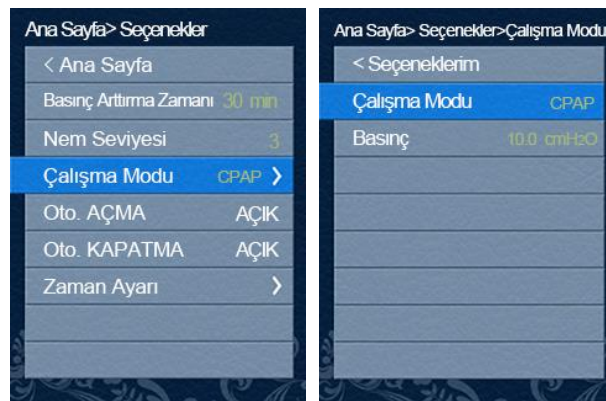 Ana Sayfa> Seçenekler
< Ana Sayfa
Basınç Arttırma Zamanı 30 min
Nem Seviyesi 3
Çalışma Modu CPAP >
Oto. AÇMA AÇIK
Oto. KAPATMA AÇIK
Zaman Ayarı >
Ana Sayfa> Seçenekler>Çalışma Modu
< Seçeneklerim
Çalışma Modu CPAP
Basınç 10.0 cmH2O